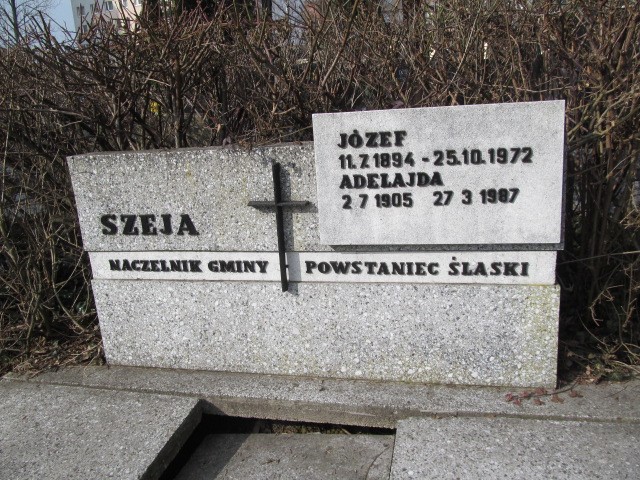 JÓZEF
11.7.1894 - 25.10.1972
ADELAJDA
2 7 1905 27 3 1987
SZEJA
NACZELNIK GMINY POWSTANIEC ŚLĄSKI